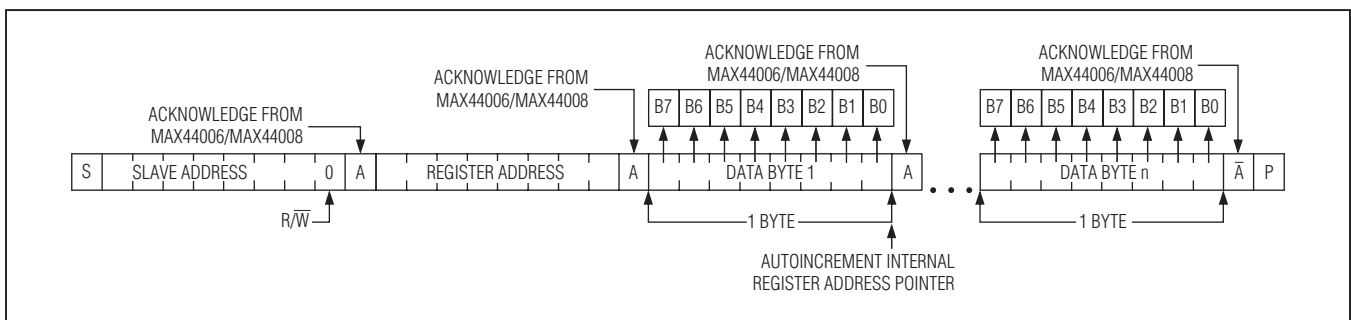 ACKNOWLEDGE FROM
MAX44006/MAX44008
ACKNOWLEDGE FROM
MAX44006/MAX44008
ACKNOWLEDGE FROM
MAX44006/MAX44008
ACKNOWLEDGE FROM
MAX44006/MAX44008
B7 B6 B5 B4 B3 B2 B1 B0
B7 B6 B5 B4 B3 B2 B1 B0
S SLAVE ADDRESS 0 A REGISTER ADDRESS A DATA BYTE 1 A ... DATA BYTE n A̅ P
R/W̅
1 BYTE
1 BYTE
AUTOINCREMENT INTERNAL
REGISTER ADDRESS POINTER